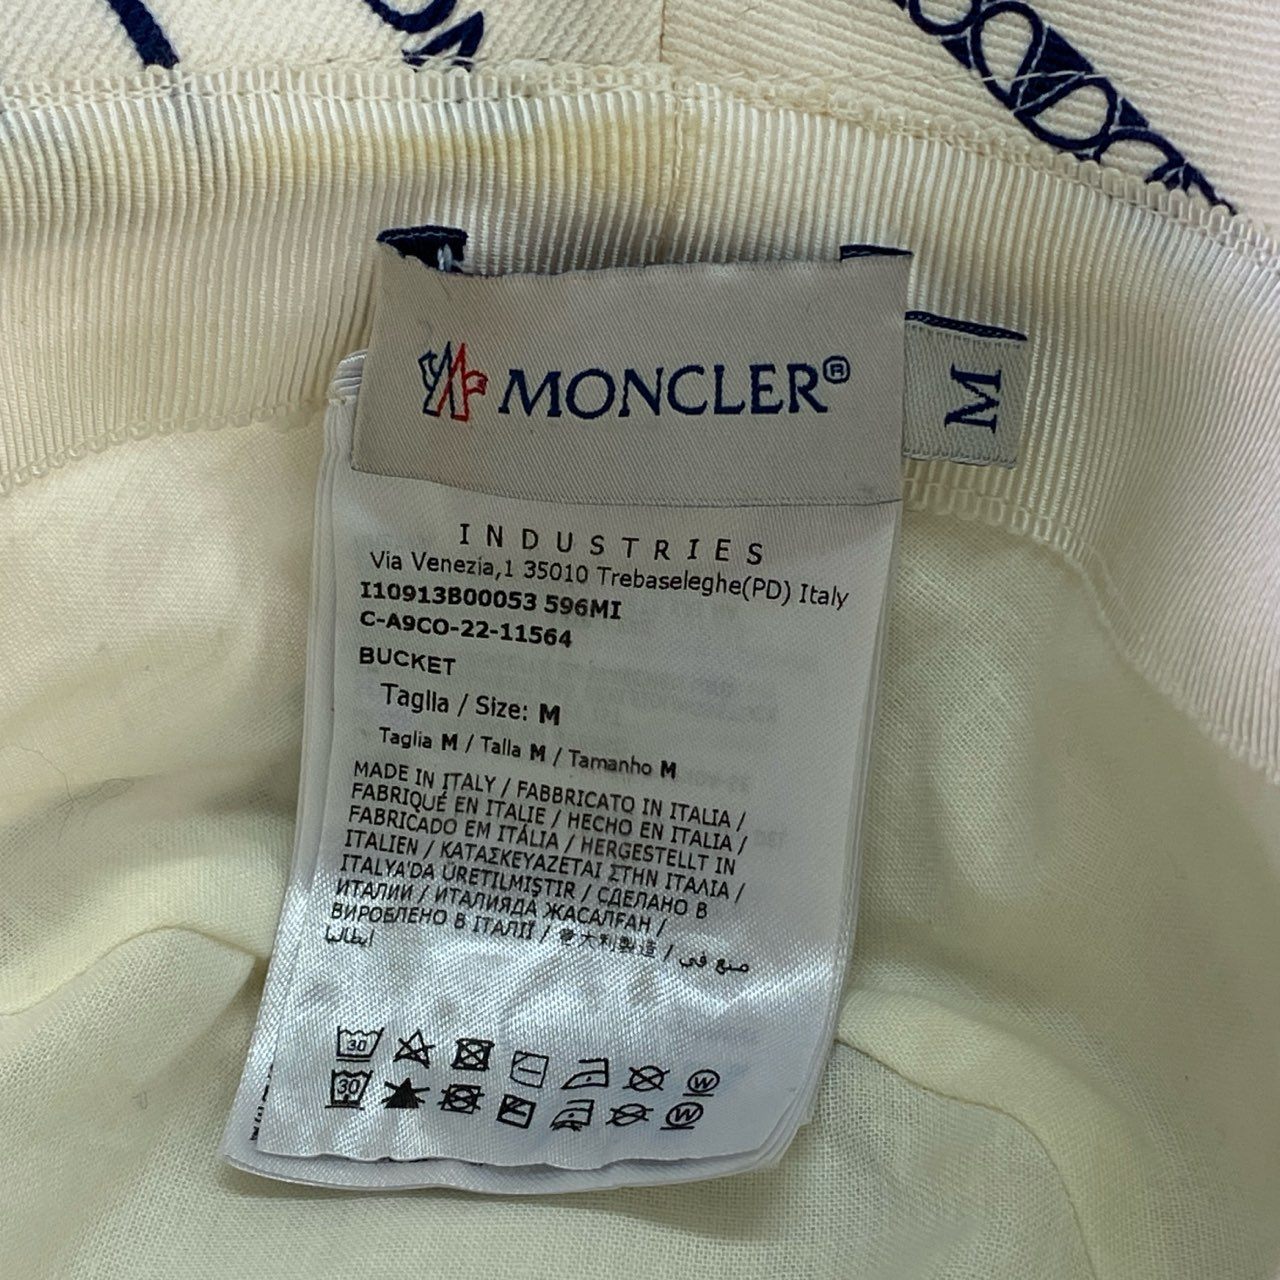 MONCLER®
M
INDUSTRIES
Via Venezia,1 35010 Trebaseleghe(PD) Italy
I10913B00053 596MI
C-A9CO-22-11564
BUCKET
Taglla / Size: M
Taglia M / Talla M / Tamanho M
MADE IN ITALY / FABBRICATO IN ITALIA /
FABRIQUÉ EN ITALIE / HECHO EN ITALIA /
FABRICADO EM ITÁLIA / HERGESTELLT IN
ITALIEN / ΚΑΤΑΣΚΕΥΑΖΕΤΑΙ ΣΤΗΝ ΙΤΑΛΙΑ /
ITALYA'DA ÜRETILMIŞTIR / СДЕЛАНО В
ИТАЛИИ / ИТАЛИЯДА ЖАСАЛҒАН /
ВИРОБЛЕНО В ІТАЛІЇ / 意大利製造 / صنع في
ايطاليا
30 W
30 W